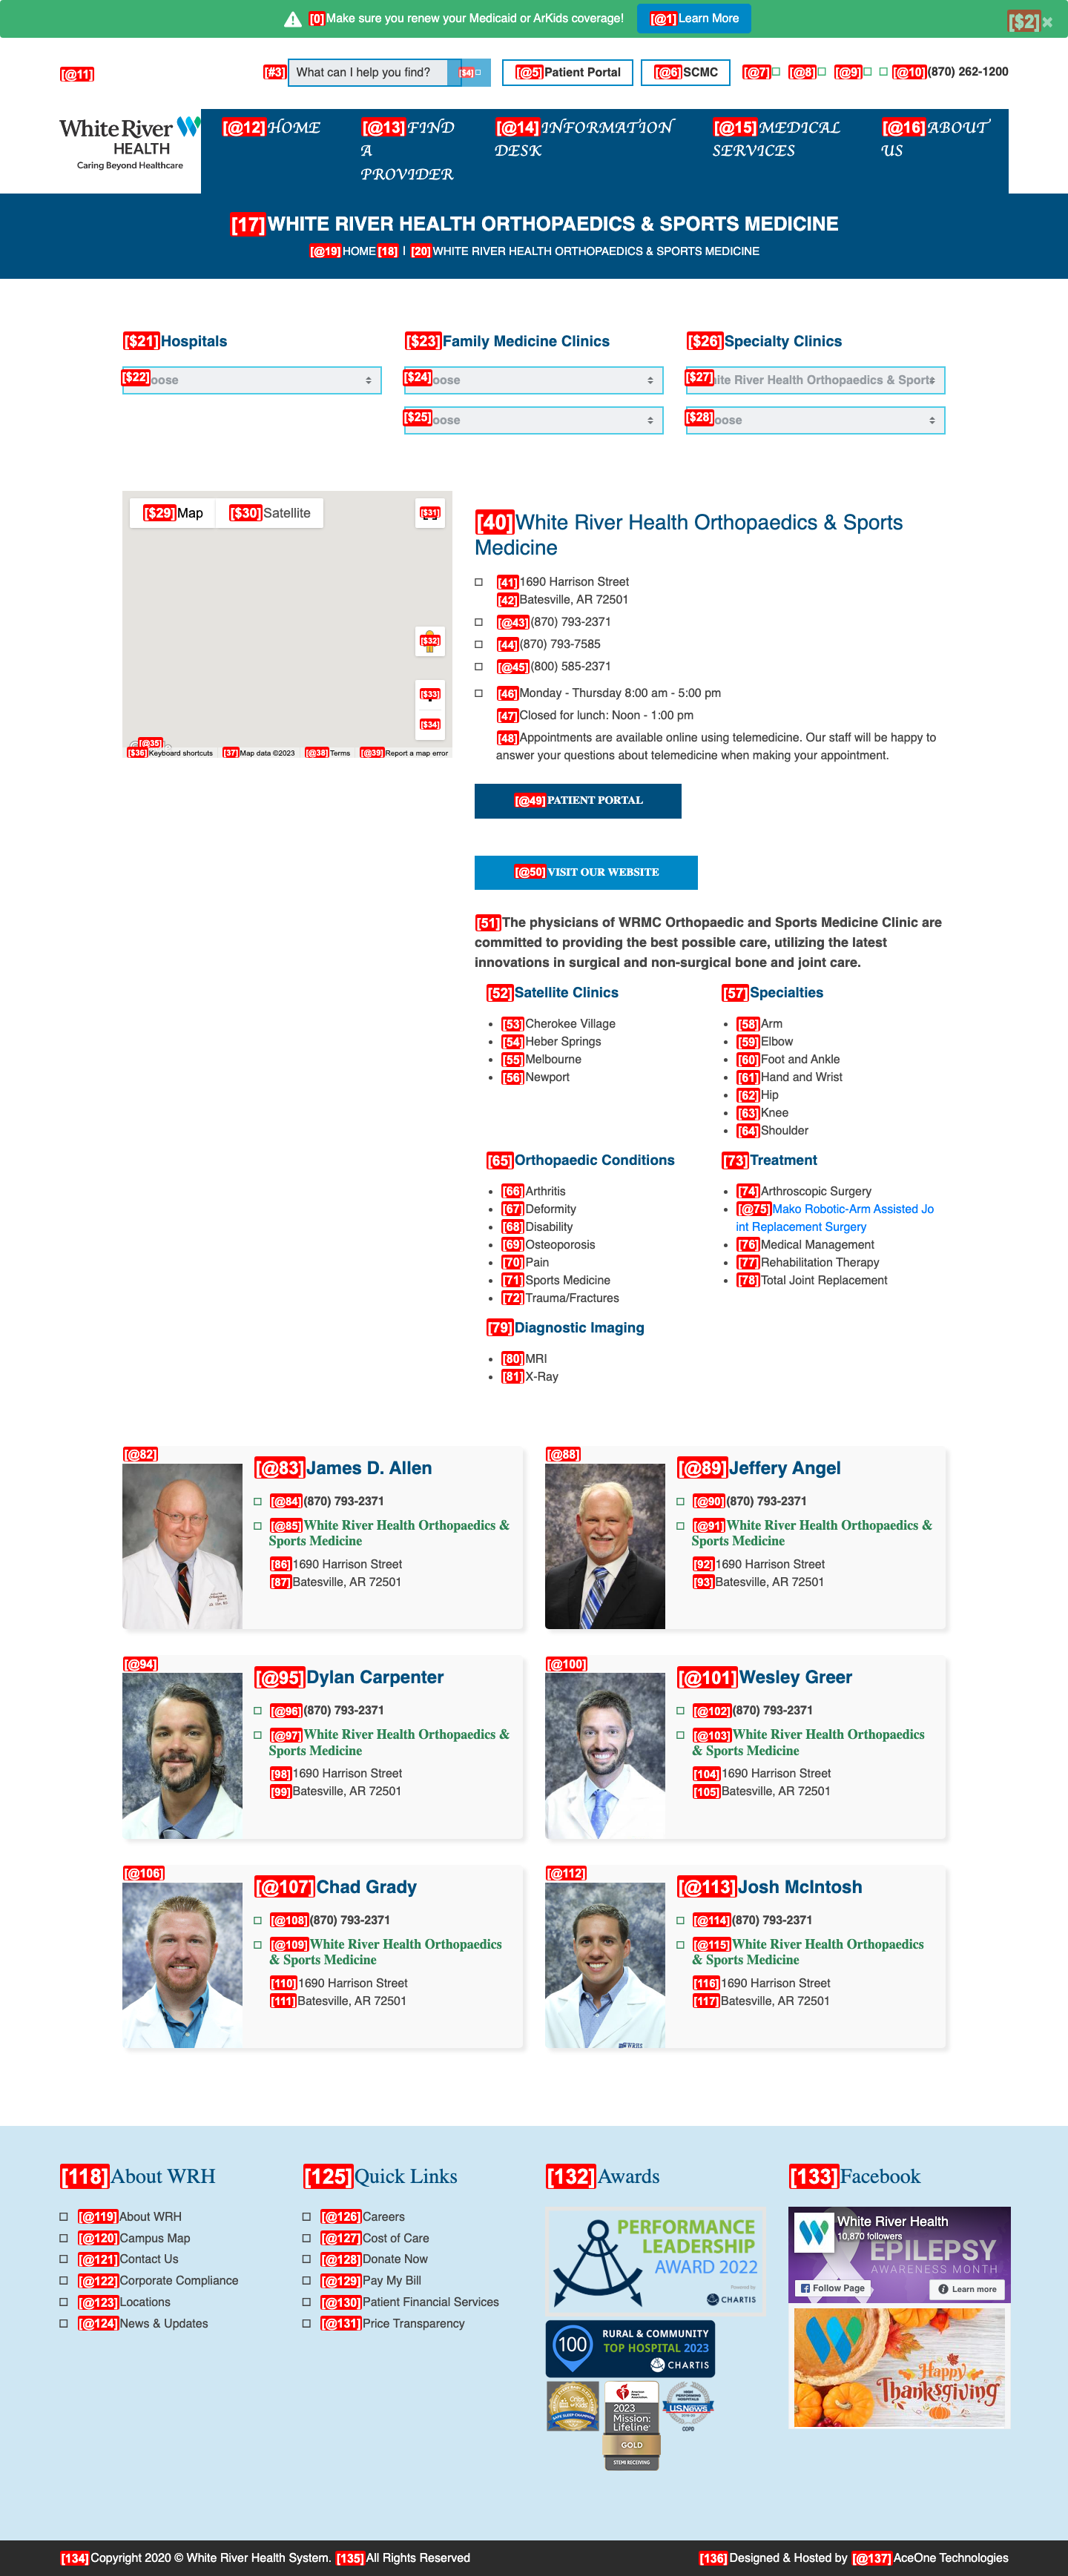 [0]Make sure you renew your Medicaid or ArKids coverage! [@1]Learn More [$2]×
[@11] [#3] What can I help you find? [$4] [@5]Patient Portal [@6]SCMC [@7] [@8] [@9] [@10](870) 262-1200
White River
HEALTH
Caring Beyond Healthcare
[@12]HOME
[@13]FIND
A
PROVIDER
[@14]INFORMATION
DESK
[@15]MEDICAL
SERVICES
[@16]ABOUT
US
[17]WHITE RIVER HEALTH ORTHOPAEDICS & SPORTS MEDICINE
[@19]HOME[18] | [20]WHITE RIVER HEALTH ORTHOPAEDICS & SPORTS MEDICINE
[$21]Hospitals
[$22]oose
[$23]Family Medicine Clinics
[$24]oose
[$25]oose
[$26]Specialty Clinics
[$27]ite River Health Orthopaedics & Sports
[$28]oose
[$29]Map [$30]Satellite [$31]
[$32]
[$33]
[$34]
[@35]
[$36]Keyboard shortcuts [37]Map data ©2023 [@38]Terms [@39]Report a map error
[40]White River Health Orthopaedics & Sports
Medicine
[41]1690 Harrison Street
[42]Batesville, AR 72501
[@43](870) 793-2371
[44](870) 793-7585
[@45](800) 585-2371
[46]Monday - Thursday 8:00 am - 5:00 pm
[47]Closed for lunch: Noon - 1:00 pm
[48]Appointments are available online using telemedicine. Our staff will be happy to
answer your questions about telemedicine when making your appointment.
[@49]PATIENT PORTAL
[@50]VISIT OUR WEBSITE
[51]The physicians of WRMC Orthopaedic and Sports Medicine Clinic are
committed to providing the best possible care, utilizing the latest
innovations in surgical and non-surgical bone and joint care.
[52]Satellite Clinics
[53]Cherokee Village
[54]Heber Springs
[55]Melbourne
[56]Newport
[57]Specialties
[58]Arm
[59]Elbow
[60]Foot and Ankle
[61]Hand and Wrist
[62]Hip
[63]Knee
[64]Shoulder
[65]Orthopaedic Conditions
[66]Arthritis
[67]Deformity
[68]Disability
[69]Osteoporosis
[70]Pain
[71]Sports Medicine
[72]Trauma/Fractures
[73]Treatment
[74]Arthroscopic Surgery
[@75]Mako Robotic-Arm Assisted Jo
int Replacement Surgery
[76]Medical Management
[77]Rehabilitation Therapy
[78]Total Joint Replacement
[79]Diagnostic Imaging
[80]MRI
[81]X-Ray
[@82]
[@83]James D. Allen
[@84](870) 793-2371
[@85]White River Health Orthopaedics &
Sports Medicine
[86]1690 Harrison Street
[87]Batesville, AR 72501
[@88]
[@89]Jeffery Angel
[@90](870) 793-2371
[@91]White River Health Orthopaedics &
Sports Medicine
[92]1690 Harrison Street
[93]Batesville, AR 72501
[@94]
[@95]Dylan Carpenter
[@96](870) 793-2371
[@97]White River Health Orthopaedics &
Sports Medicine
[98]1690 Harrison Street
[99]Batesville, AR 72501
[@100]
[@101]Wesley Greer
[@102](870) 793-2371
[@103]White River Health Orthopaedics
& Sports Medicine
[104]1690 Harrison Street
[105]Batesville, AR 72501
[@106]
[@107]Chad Grady
[@108](870) 793-2371
[@109]White River Health Orthopaedics
& Sports Medicine
[110]1690 Harrison Street
[111]Batesville, AR 72501
[@112]
[@113]Josh McIntosh
[@114](870) 793-2371
[@115]White River Health Orthopaedics
& Sports Medicine
[116]1690 Harrison Street
[117]Batesville, AR 72501
[118]About WRH
[@119]About WRH
[@120]Campus Map
[@121]Contact Us
[@122]Corporate Compliance
[@123]Locations
[@124]News & Updates
[125]Quick Links
[@126]Careers
[@127]Cost of Care
[@128]Donate Now
[@129]Pay My Bill
[@130]Patient Financial Services
[@131]Price Transparency
[132]Awards
PERFORMANCE
LEADERSHIP
AWARD 2022
Powered by
CHARTIS
100 RURAL & COMMUNITY
TOP HOSPITAL 2023
CHARTIS
American Heart Association
2023
Mission:
Lifeline
GOLD
STEMI RECEIVING
HIGH PERFORMING HOSPITALS
U.S.News
COPD
[133]Facebook
White River Health
10,870 followers
EPILEPSY
AWARENESS MONTH
Follow Page
Learn more
Happy
Thanksgiving
[134]Copyright 2020 © White River Health System. [135]All Rights Reserved
[136]Designed & Hosted by [@137]AceOne Technologies